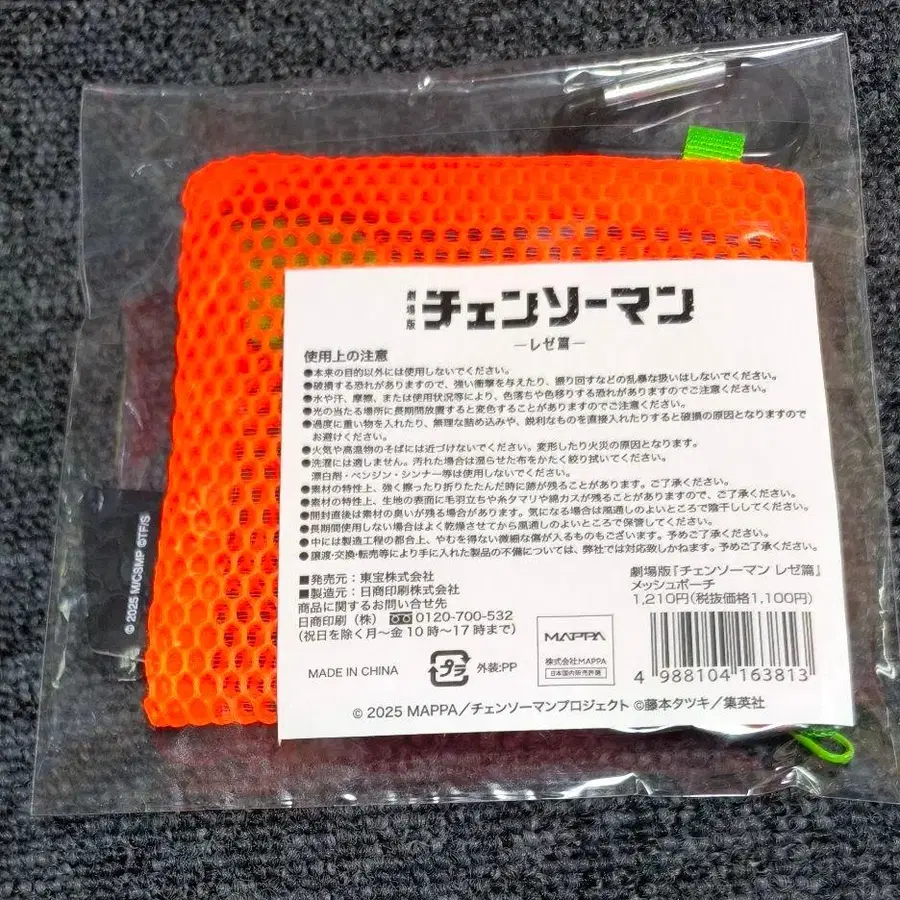 劇場版 チェンソーマン
―レゼ篇―
使用上の注意
●本来の目的以外には使用しないでください。
●破損する恐れがありますので、強い衝撃を与えたり、振り回すなどの乱暴な扱いはしないでください。
●水や汗、摩擦、または使用状況等により、色落ちや色移りする恐れがありますのでご注意ください。
●光の当たる場所に長期間放置すると変色することがありますのでご注意ください。
●過度に重い物を入れたり、無理な詰め込みや、鋭利なものを直接入れたりすると破損の原因となりますので
お避けください。
●火気や高温物のそばには近づけないでください。変形したり火災の原因となります。
●洗濯には適しません。汚れた場合は湿らせた布をかたく絞り拭いてください。
漂白剤・ベンジン・シンナー等は使用しないでください。
●素材の特性上、強く擦ったり折りたたんだ時に跡が残ることがあります。ご了承ください。
●素材の特性上、生地の表面に毛羽立ちや糸タマリや綿カスが残ることがありますので、ご了承ください。
●開封直後は素材の臭いが残る場合があります。気になる場合は風通しのよいところで陰干ししてください。
●長期間使用しない場合はよく乾燥させてから風通しのよいところで保管してください。
●中には製造工程の都合上、やむを得ない微細な傷が入るものもございます。予めご了承ください。
●譲渡・交換・転売等により手に入れた製品の不備については、弊社では対応致しかねます。予めご了承ください。
■発売元：東宝株式会社
■製造元：日商印刷株式会社
商品に関するお問い合せ先
日商印刷（株） 0120-700-532
(祝日を除く月〜金10時〜17時まで)
劇場版『チェンソーマン レゼ篇』
メッシュポーチ
1,210円(税抜価格1,100円)
MADE IN CHINA
プラ
外装:PP
MAPPA
株式会社MAPPA
日本国内販売許諾
4 988104 163813
© 2025 MAPPA／チェンソーマンプロジェクト ©藤本タツキ／集英社
© 2025 M/CSMP ©TF/S